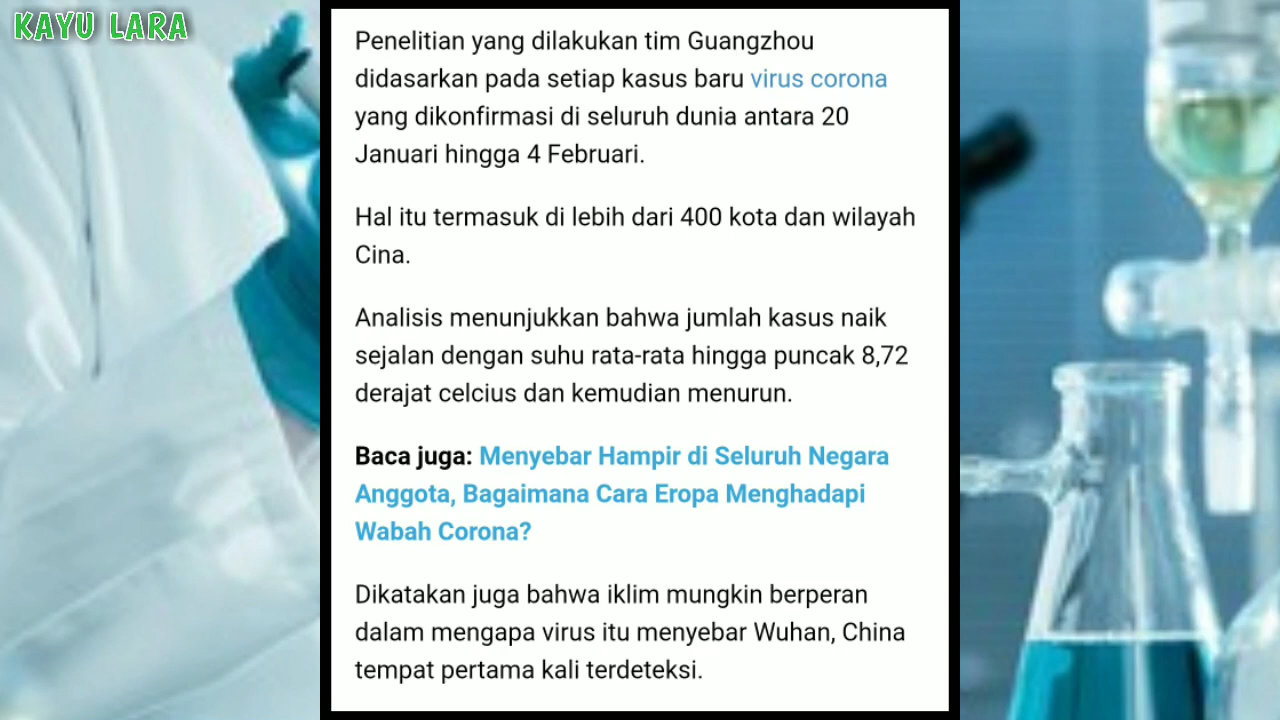 KAYU LARA
Penelitian yang dilakukan tim Guangzhou
didasarkan pada setiap kasus baru virus corona
yang dikonfirmasi di seluruh dunia antara 20
Januari hingga 4 Februari.
Hal itu termasuk di lebih dari 400 kota dan wilayah
Cina.
Analisis menunjukkan bahwa jumlah kasus naik
sejalan dengan suhu rata-rata hingga puncak 8,72
derajat celcius dan kemudian menurun.
Baca juga: Menyebar Hampir di Seluruh Negara
Anggota, Bagaimana Cara Eropa Menghadapi
Wabah Corona?
Dikatakan juga bahwa iklim mungkin berperan
dalam mengapa virus itu menyebar Wuhan, China
tempat pertama kali terdeteksi.